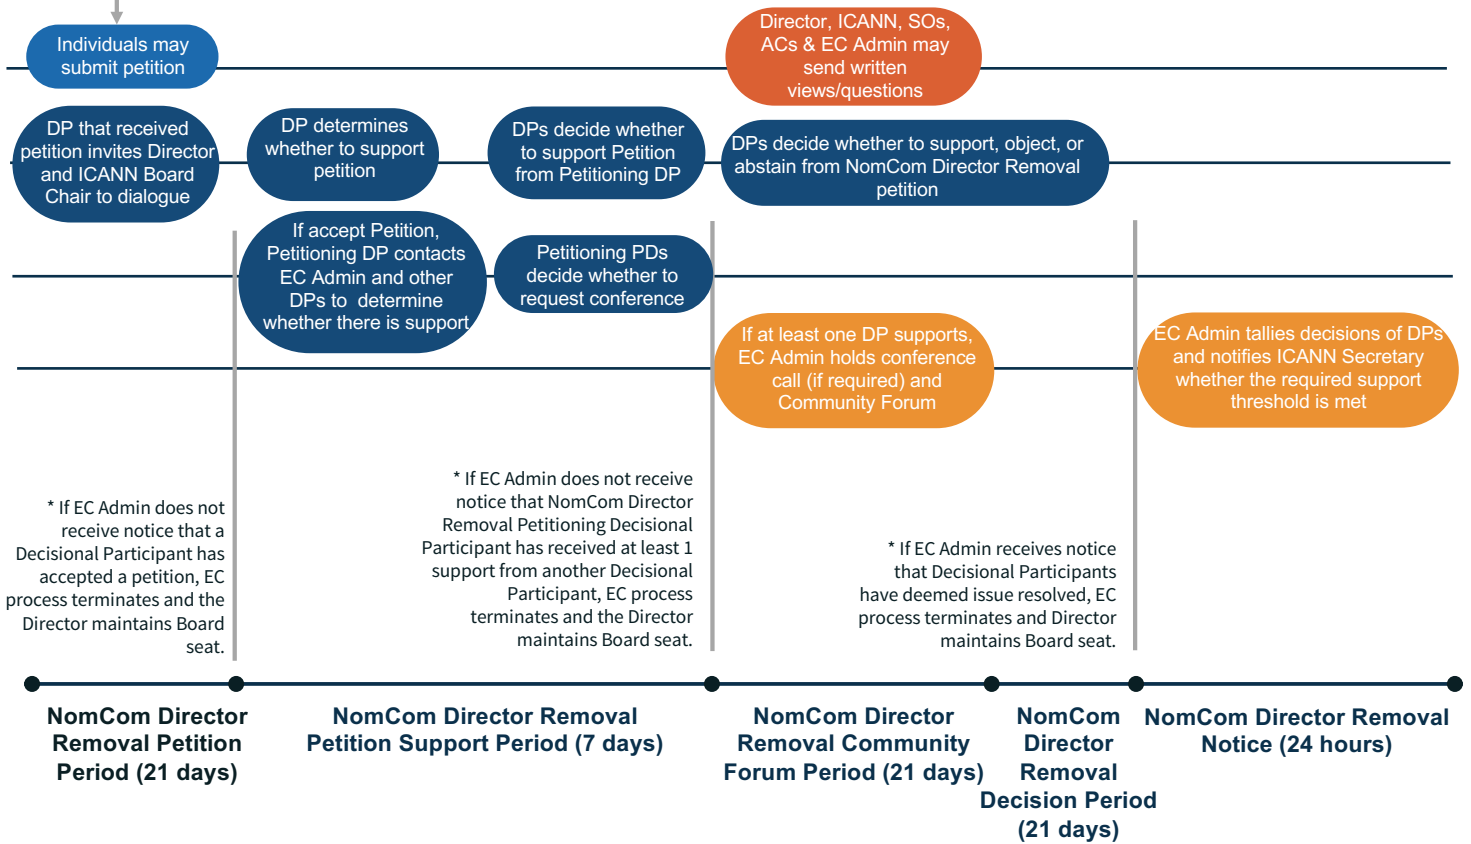 Individuals may
submit petition
Director, ICANN, SOs,
ACs & EC Admin may
send written
views/questions
DP that received
petition invites Director
and ICANN Board
Chair to dialogue
DP determines
whether to support
petition
DPs decide whether
to support Petition
from Petitioning DP
DPs decide whether to support, object, or
abstain from NomCom Director Removal
petition
If accept Petition,
Petitioning DP contacts
EC Admin and other
DPs to determine
whether there is support
Petitioning PDs
decide whether to
request conference
If at least one DP supports,
EC Admin holds conference
call (if required) and
Community Forum
EC Admin tallies decisions of DPs
and notifies ICANN Secretary
whether the required support
threshold is met
* If EC Admin does not
receive notice that a
Decisional Participant has
accepted a petition, EC
process terminates and the
Director maintains Board
seat.
* If EC Admin does not receive
notice that NomCom Director
Removal Petitioning Decisional
Participant has received at least 1
support from another Decisional
Participant, EC process
terminates and the Director
maintains Board seat.
* If EC Admin receives notice
that Decisional Participants
have deemed issue resolved, EC
process terminates and Director
maintains Board seat.
NomCom Director
Removal Petition
Period (21 days)
NomCom Director Removal
Petition Support Period (7 days)
NomCom Director
Removal Community
Forum Period (21 days)
NomCom
Director
Removal
Decision Period
(21 days)
NomCom Director Removal
Notice (24 hours)